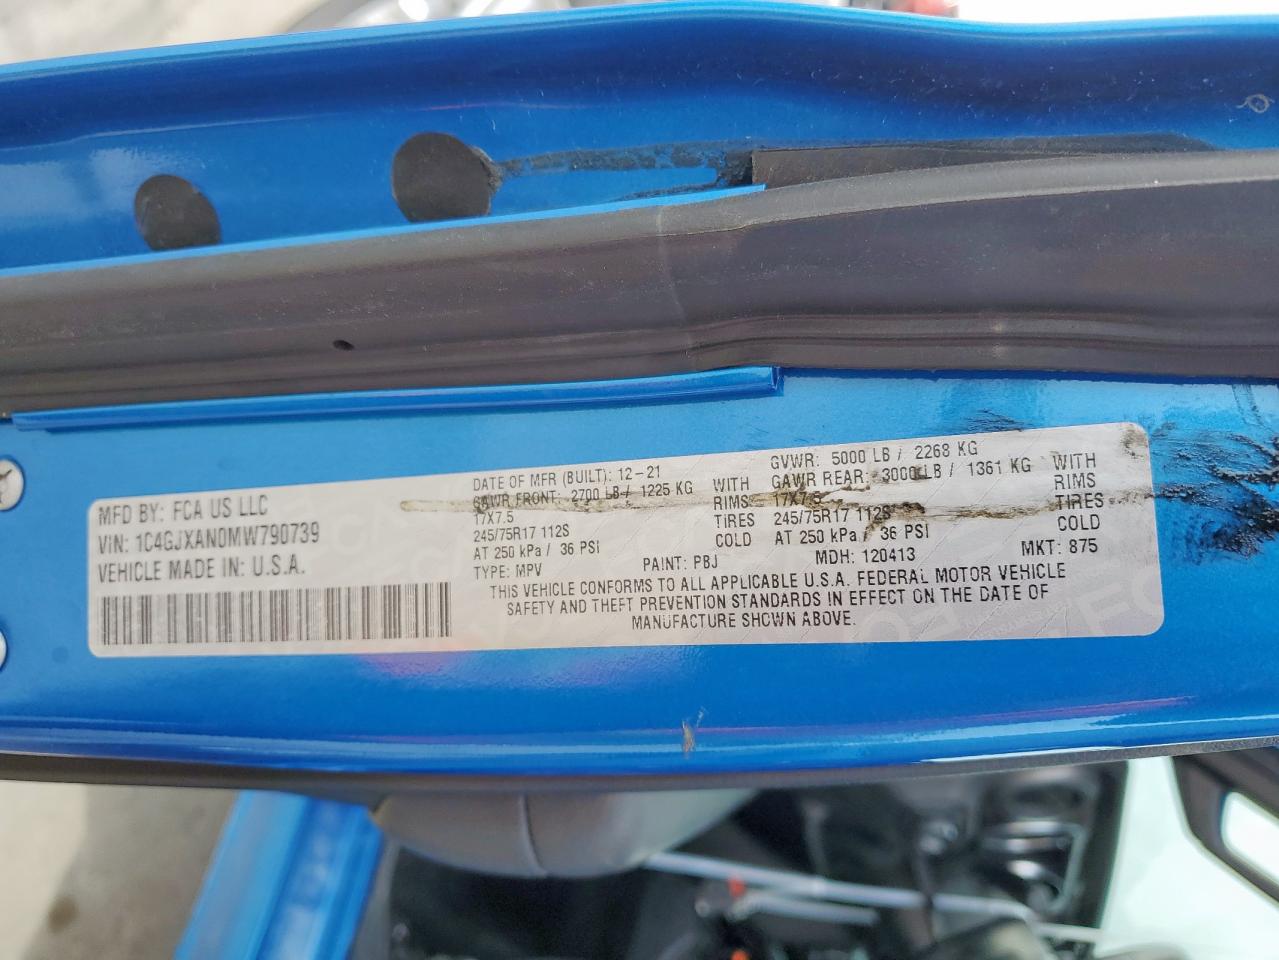 MFD BY: FCA US LLC
VIN: 1C4GJXAN0MW790739
VEHICLE MADE IN: U.S.A.
DATE OF MFR (BUILT): 12-21
GAWR FRONT: 2700 LB / 1225 KG WITH
17X7.5 RIMS
245/75R17 112S TIRES
AT 250 kPa / 36 PSI COLD
TYPE: MPV PAINT: PBJ
GVWR: 5000 LB / 2268 KG
GAWR REAR: 3000 LB / 1361 KG WITH
17X7.5 RIMS
245/75R17 112S TIRES
AT 250 kPa / 36 PSI COLD
MDH: 120413 MKT: 875
THIS VEHICLE CONFORMS TO ALL APPLICABLE U.S.A. FEDERAL MOTOR VEHICLE
SAFETY AND THEFT PREVENTION STANDARDS IN EFFECT ON THE DATE OF
MANUFACTURE SHOWN ABOVE.